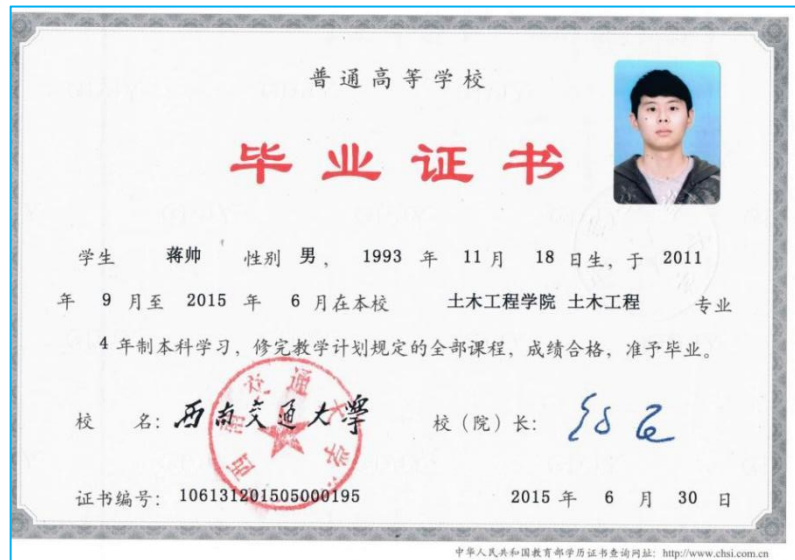 普通高等学校
毕业证书
学生 蒋帅 性别 男， 1993 年 11 月 18 日生，于 2011
年 9 月至 2015 年 6 月在本校 土木工程学院 土木工程 专业
4 年制本科学习，修完教学计划规定的全部课程，成绩合格，准予毕业。
校 名：西南交通大学 校（院）长：
西南交通大学
证书编号：106131201505000195 2015 年 6 月 30 日
中华人民共和国教育部学历证书查询网址：http://www.chsi.com.cn